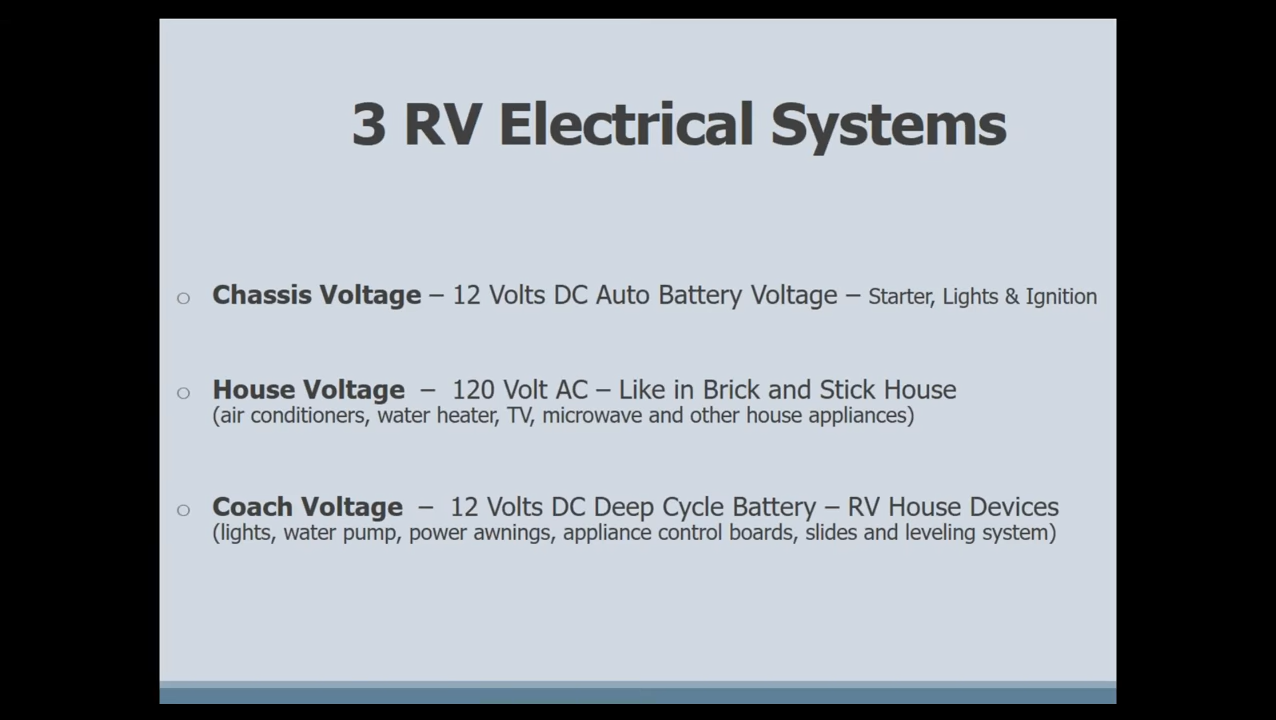 3 RV Electrical Systems
○ Chassis Voltage – 12 Volts DC Auto Battery Voltage – Starter, Lights & Ignition
○ House Voltage – 120 Volt AC – Like in Brick and Stick House
(air conditioners, water heater, TV, microwave and other house appliances)
○ Coach Voltage – 12 Volts DC Deep Cycle Battery – RV House Devices
(lights, water pump, power awnings, appliance control boards, slides and leveling system)